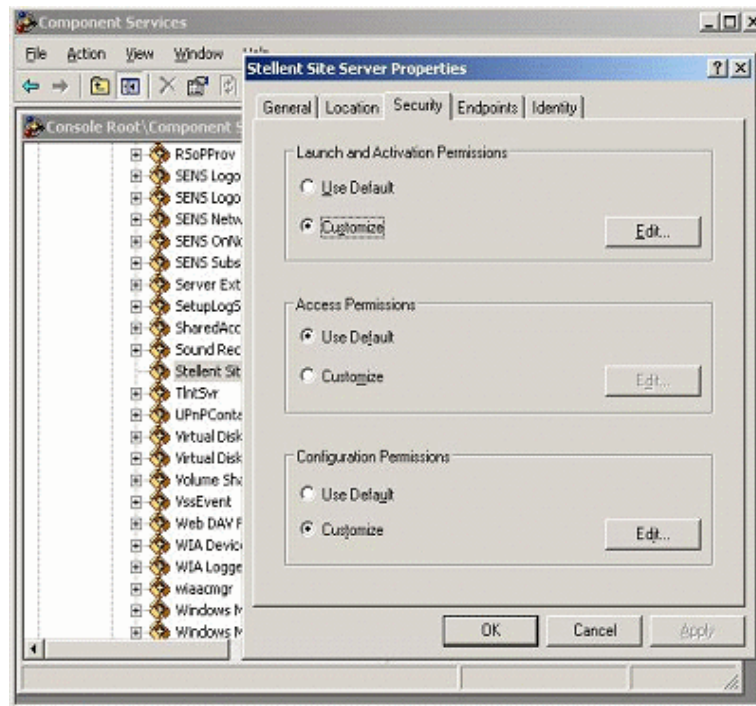 Component Services
File Action View Window Help
Stellent Site Server Properties
General Location Security Endpoints Identity
Console Root\Component S
RSoPProv
SENS Logo
SENS Logo
SENS Netw
SENS OnNo
SENS Subs
Server Ext
SetupLogS
SharedAcc
Sound Rec
Stellent Sit
TlntSvr
UPnPConta
Virtual Disk
Virtual Disk
Volume Sha
VssEvent
Web DAV F
WIA Device
WIA Logge
wiaacmgr
Windows M
Windows M
Launch and Activation Permissions
Use Default
Customize
Edit...
Access Permissions
Use Default
Customize
Edit...
Configuration Permissions
Use Default
Customize
Edit...
OK Cancel Apply